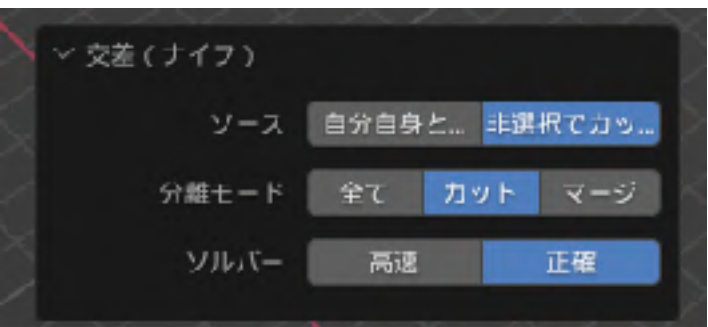 交差(ナイフ)
ソース 自分自身と... 非選択でカッ...
分離モード 全て カット マージ
ソルバー 高速 正確